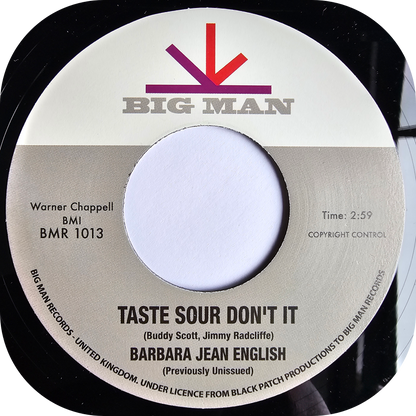 BIG MAN
Warner Chappell
BMI
BMR 1013
Time: 2:59
COPYRIGHT CONTROL
TASTE SOUR DON'T IT
(Buddy Scott, Jimmy Radcliffe)
BARBARA JEAN ENGLISH
(Previously Unissued)
BIG MAN RECORDS - UNITED KINGDOM. UNDER LICENCE FROM BLACK PATCH PRODUCTIONS TO BIG MAN RECORDS